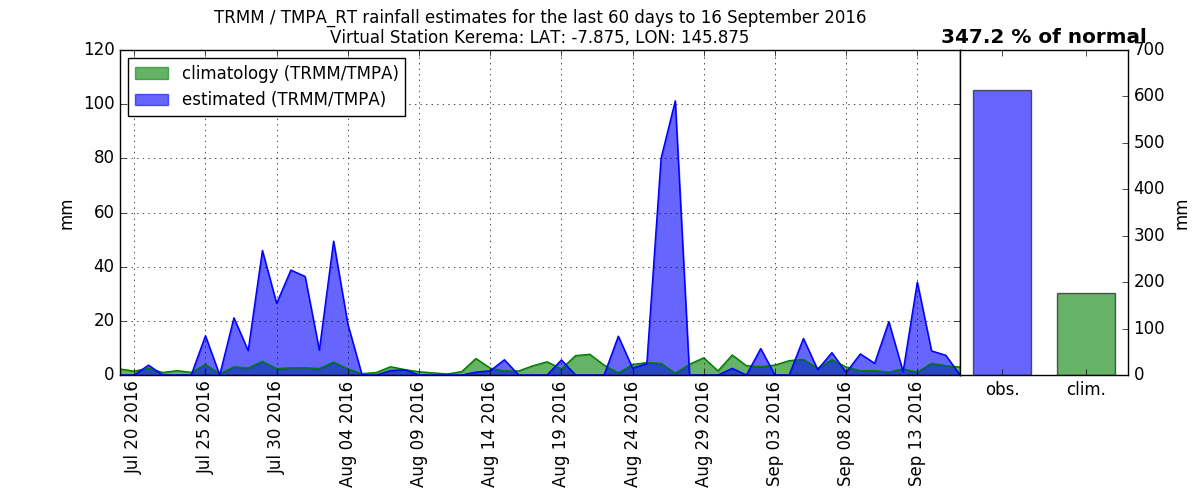 TRMM / TMPA_RT rainfall estimates for the last 60 days to 16 September 2016
Virtual Station Kerema: LAT: -7.875, LON: 145.875
347.2 % of normal
climatology (TRMM/TMPA)
estimated (TRMM/TMPA)
mm
120
100
80
60
40
20
0
Jul 20 2016
Jul 25 2016
Jul 30 2016
Aug 04 2016
Aug 09 2016
Aug 14 2016
Aug 19 2016
Aug 24 2016
Aug 29 2016
Sep 03 2016
Sep 08 2016
Sep 13 2016
obs.
clim.
700
600
500
400
300
200
100
0
mm